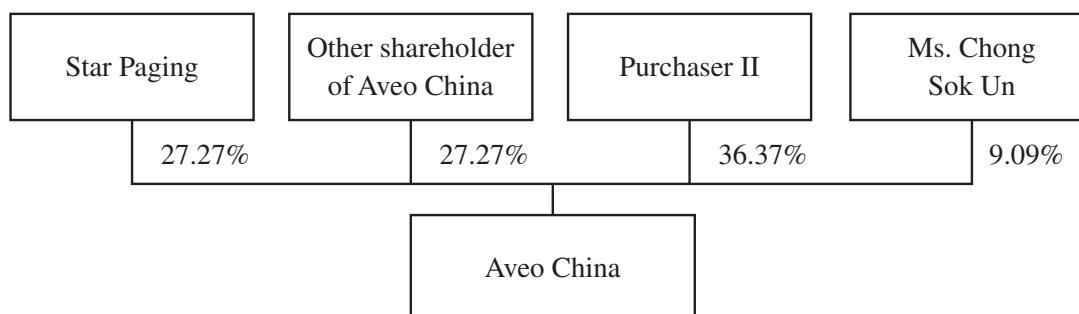 Star Paging
Other shareholder
of Aveo China
Purchaser II
Ms. Chong
Sok Un
27.27%
27.27%
36.37%
9.09%
Aveo China